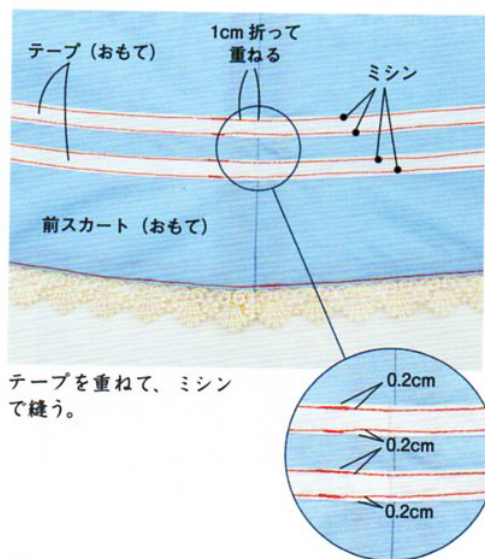 テープ（おもて）
1cm 折って
重ねる
ミシン
前スカート（おもて）
テープを重ねて、ミシン
で縫う。
0.2cm
0.2cm
0.2cm